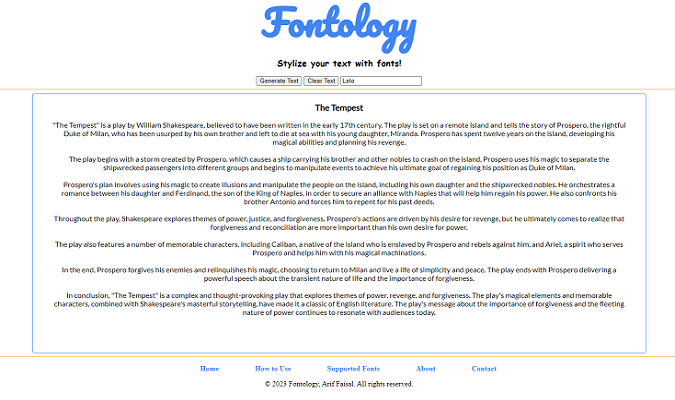 Fontology
Stylize your text with fonts!
Generate Text Clear Text Lato
The Tempest
"The Tempest" is a play by William Shakespeare, believed to have been written in the early 17th century. The play is set on a remote island and tells the story of Prospero, the rightful
Duke of Milan, who has been usurped by his own brother and left to die at sea with his young daughter, Miranda. Prospero has spent twelve years on the island, developing his
magical abilities and planning his revenge.
The play begins with a storm created by Prospero, which causes a ship carrying his brother and other nobles to crash on the island. Prospero uses his magic to separate the
shipwrecked passengers into different groups and begins to manipulate events to achieve his ultimate goal of regaining his position as Duke of Milan.
Prospero's plan involves using his magic to create illusions and manipulate the people on the island, including his own daughter and the shipwrecked nobles. He orchestrates a
romance between his daughter and Ferdinand, the son of the King of Naples, in order to secure an alliance with Naples that will help him regain his power. He also confronts his
brother Antonio and forces him to repent for his past deeds.
Throughout the play, Shakespeare explores themes of power, justice, and forgiveness. Prospero's actions are driven by his desire for revenge, but he ultimately comes to realize that
forgiveness and reconciliation are more important than his own desire for power.
The play also features a number of memorable characters, including Caliban, a native of the island who is enslaved by Prospero and rebels against him, and Ariel, a spirit who serves
Prospero and helps him with his magical machinations.
In the end, Prospero forgives his enemies and relinquishes his magic, choosing to return to Milan and live a life of simplicity and peace. The play ends with Prospero delivering a
powerful speech about the transient nature of life and the importance of forgiveness.
In conclusion, "The Tempest" is a complex and thought-provoking play that explores themes of power, revenge, and forgiveness. The play's magical elements and memorable
characters, combined with Shakespeare's masterful storytelling, have made it a classic of English literature. The play's message about the importance of forgiveness and the fleeting
nature of power continues to resonate with audiences today.
Home How to Use Supported Fonts About Contact
© 2023 Fontology, Arif Faisal. All rights reserved.